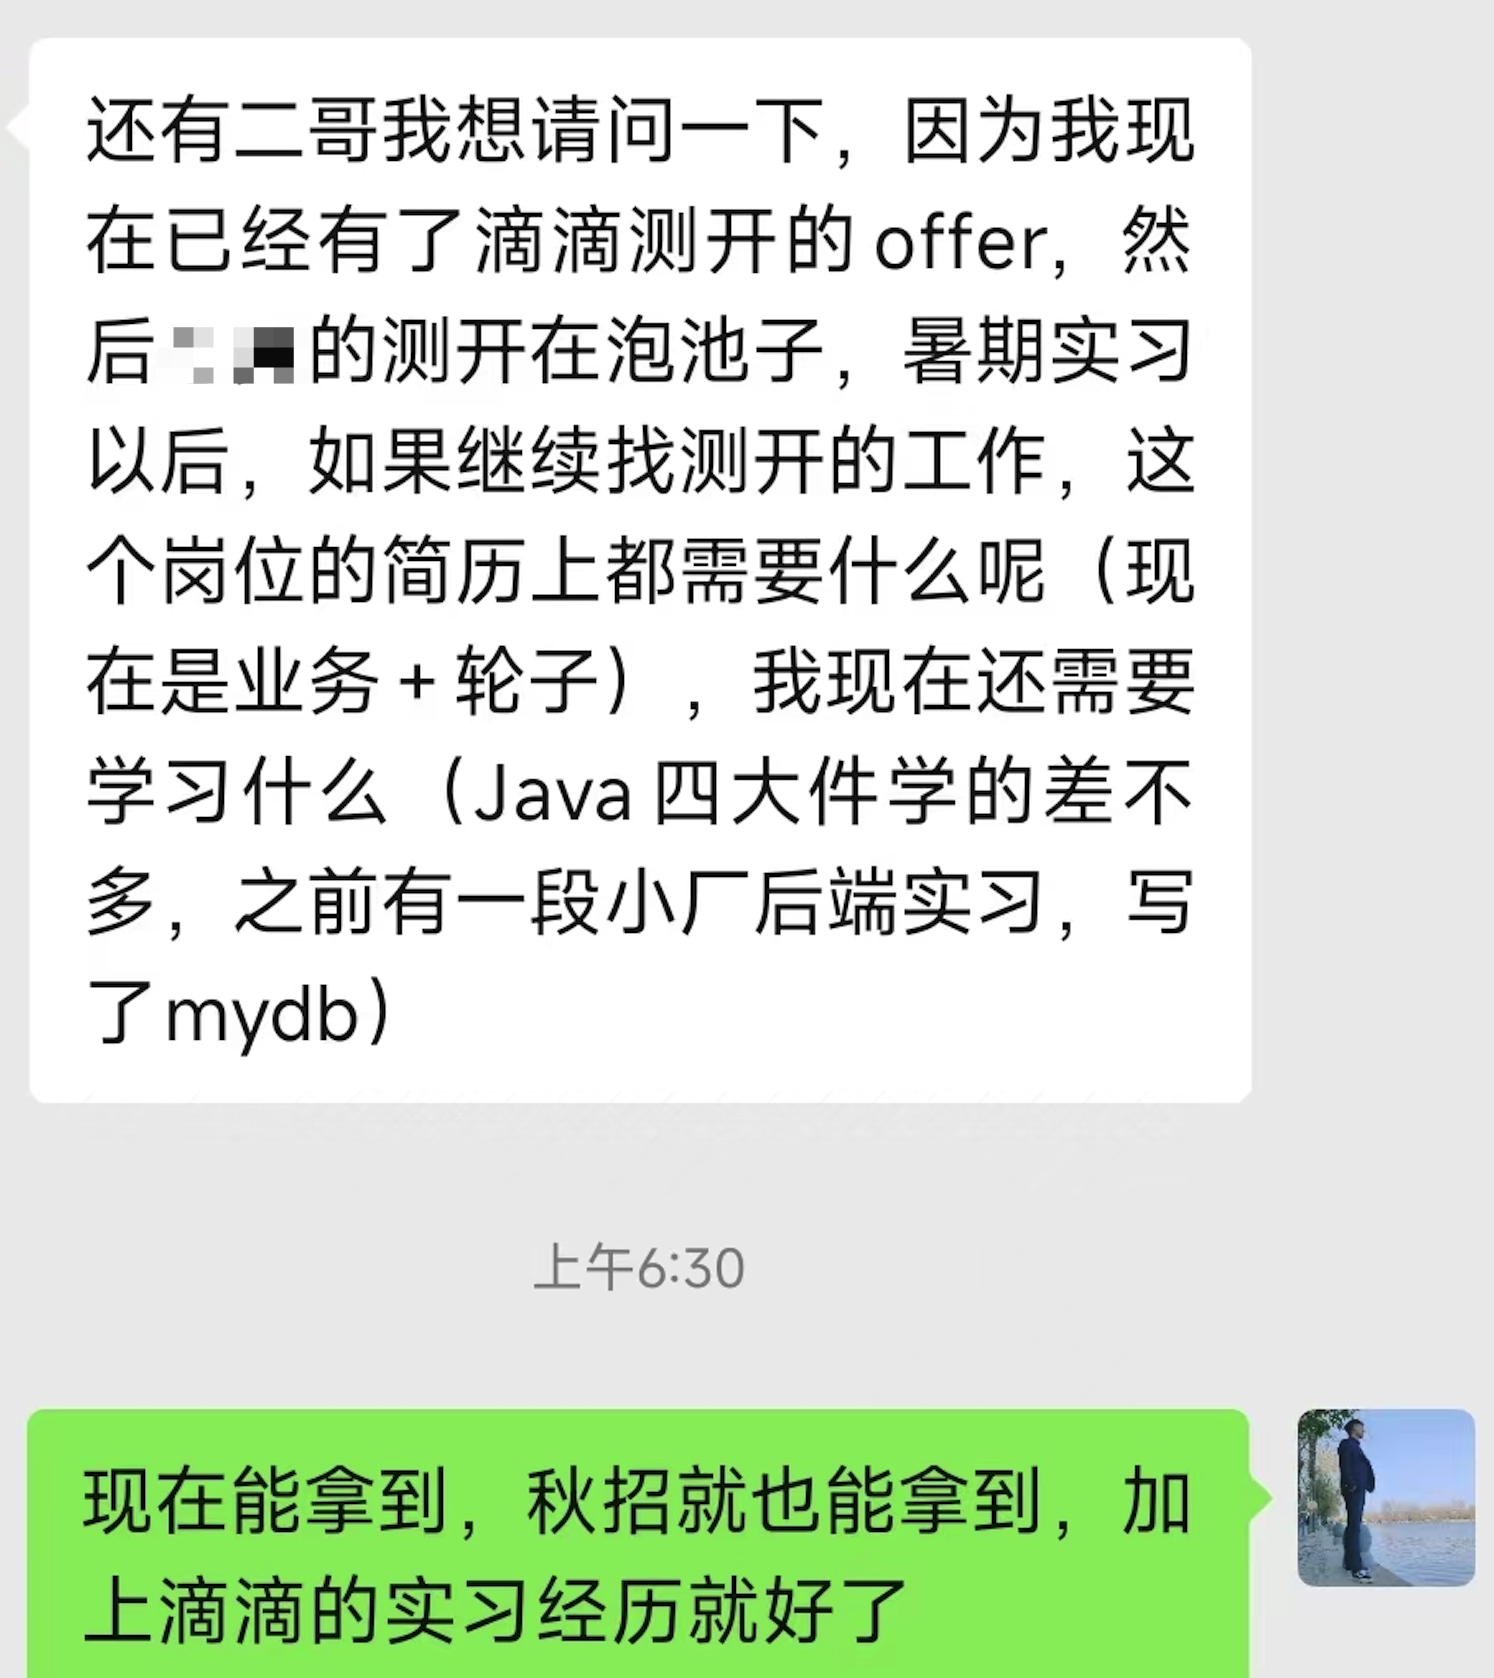 还有二哥我想请问一下，因为我现
在已经有了滴滴测开的 offer，然
后的测开在泡池子，暑期实习
以后，如果继续找测开的工作，这
个岗位的简历上都需要什么呢（现
在是业务 + 轮子），我现在还需要
学习什么（Java 四大件学的差不
多，之前有一段小厂后端实习，写
了mydb）
上午6:30
现在能拿到，秋招就也能拿到，加
上滴滴的实习经历就好了